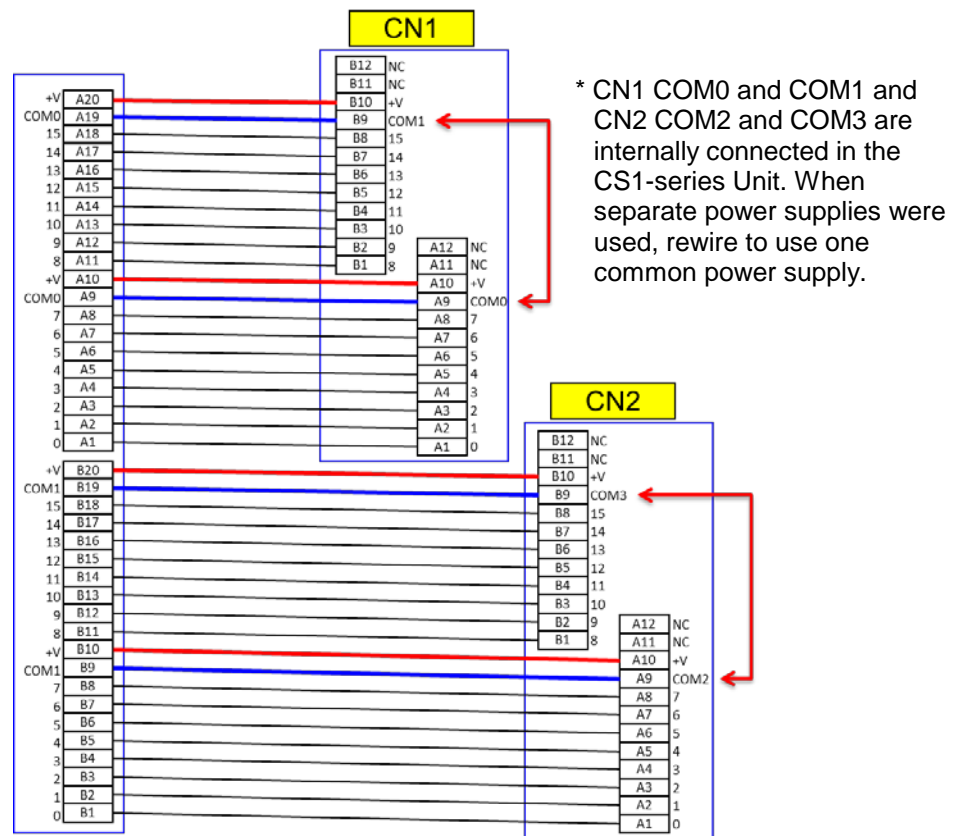 CN1
B12 NC
B11 NC
+V A20 B10 +V
COM0 A19 B9 COM1
15 A18 B8 15
14 A17 B7 14
13 A16 B6 13
12 A15 B5 12
11 A14 B4 11
10 A13 B3 10
9 A12 B2 9
8 A11 B1 8
A12 NC
A11 NC
+V A10 A10 +V
COM0 A9 A9 COM0
7 A8 A8 7
6 A7 A7 6
5 A6 A6 5
4 A5 A5 4
3 A4 A4 3
2 A3 A3 2
1 A2 A2 1
0 A1 A1 0
* CN1 COM0 and COM1 and
CN2 COM2 and COM3 are
internally connected in the
CS1-series Unit. When
separate power supplies were
used, rewire to use one
common power supply.
CN2
B12 NC
B11 NC
+V B20 B10 +V
COM1 B19 B9 COM3
15 B18 B8 15
14 B17 B7 14
13 B16 B6 13
12 B15 B5 12
11 B14 B4 11
10 B13 B3 10
9 B12 B2 9
8 B11 B1 8
A12 NC
A11 NC
+V B10 A10 +V
COM1 B9 A9 COM2
7 B8 A8 7
6 B7 A7 6
5 B6 A6 5
4 B5 A5 4
3 B4 A4 3
2 B3 A3 2
1 B2 A2 1
0 B1 A1 0